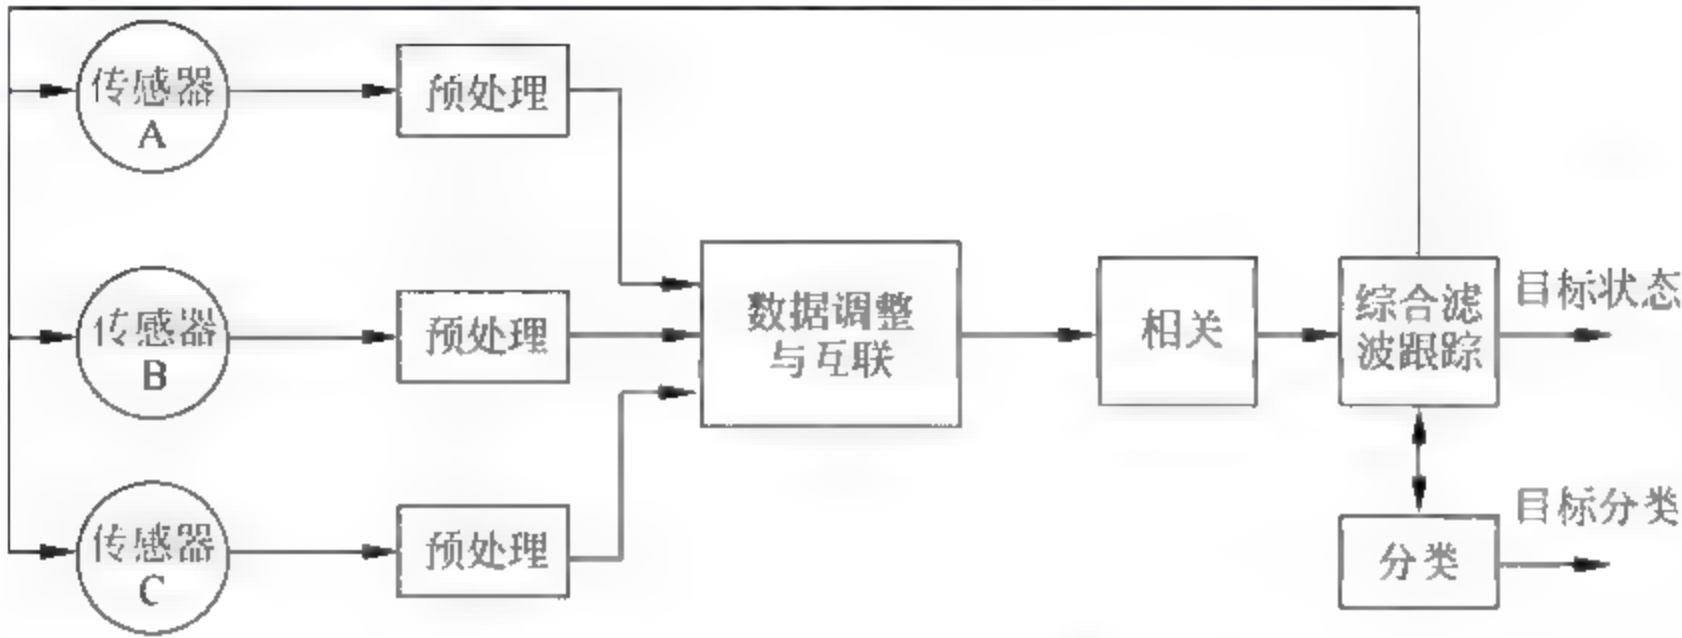 传感器
A
预处理
传感器
B
预处理
传感器
C
预处理
数据调整
与互联
相关
综合滤
波跟踪
目标状态
分类
目标分类